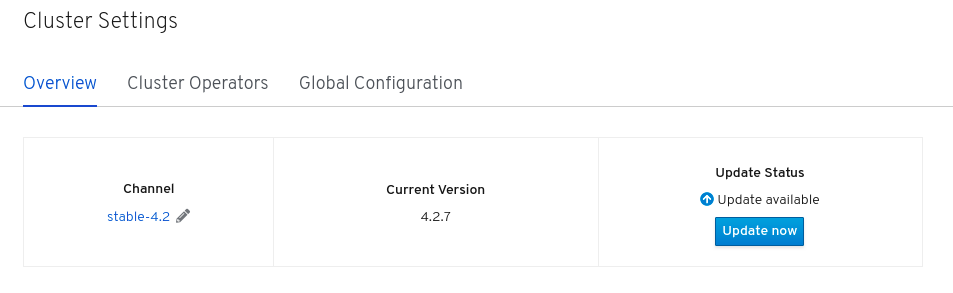 Cluster Settings
Overview Cluster Operators Global Configuration
Channel
stable-4.2
Current Version
4.2.7
Update Status
Update available
Update now